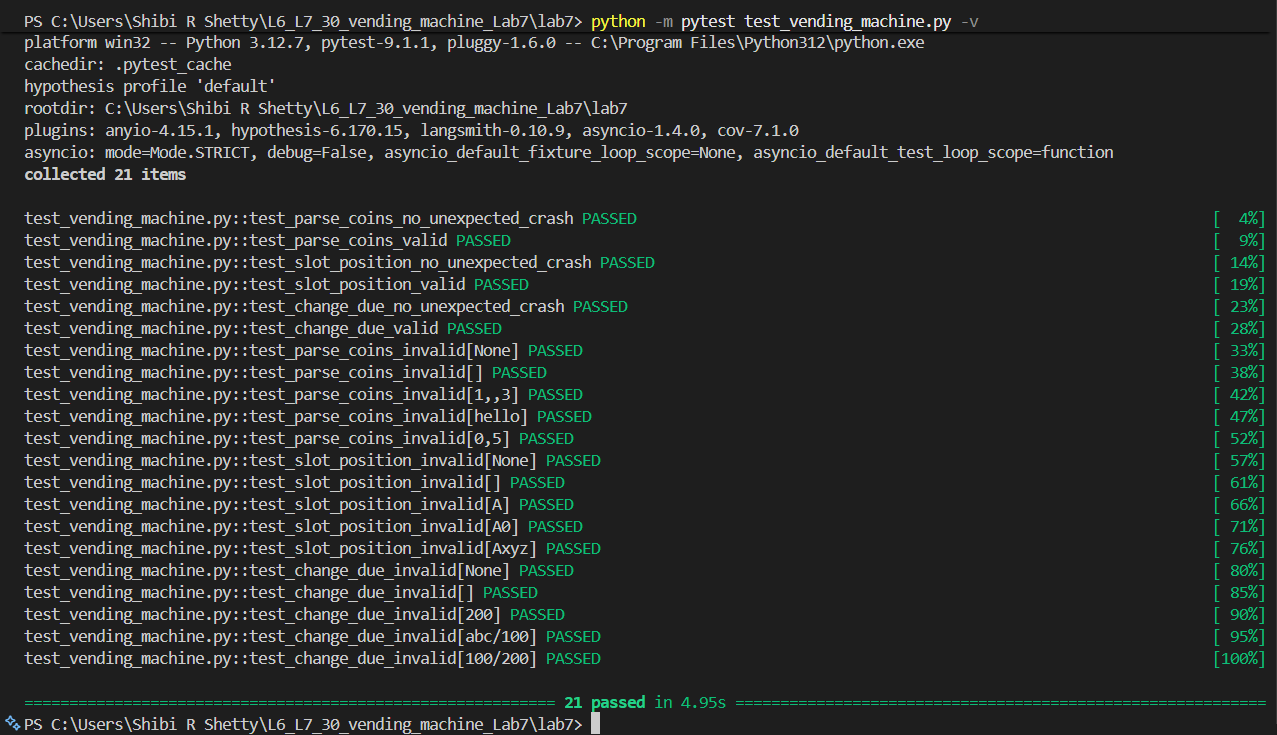 PS C:\Users\Shibi R Shetty\L6_L7_30_vending_machine_Lab7\lab7> python -m pytest test_vending_machine.py -v
platform win32 -- Python 3.12.7, pytest-9.1.1, pluggy-1.6.0 -- C:\Program Files\Python312\python.exe
cachedir: .pytest_cache
hypothesis profile 'default'
rootdir: C:\Users\Shibi R Shetty\L6_L7_30_vending_machine_Lab7\lab7
plugins: anyio-4.15.1, hypothesis-6.170.15, langsmith-0.10.9, asyncio-1.4.0, cov-7.1.0
asyncio: mode=Mode.STRICT, debug=False, asyncio_default_fixture_loop_scope=None, asyncio_default_test_loop_scope=function
collected 21 items
test_vending_machine.py::test_parse_coins_no_unexpected_crash PASSED [  4%]
test_vending_machine.py::test_parse_coins_valid PASSED [  9%]
test_vending_machine.py::test_slot_position_no_unexpected_crash PASSED [ 14%]
test_vending_machine.py::test_slot_position_valid PASSED [ 19%]
test_vending_machine.py::test_change_due_no_unexpected_crash PASSED [ 23%]
test_vending_machine.py::test_change_due_valid PASSED [ 28%]
test_vending_machine.py::test_parse_coins_invalid[None] PASSED [ 33%]
test_vending_machine.py::test_parse_coins_invalid[] PASSED [ 38%]
test_vending_machine.py::test_parse_coins_invalid[1,,3] PASSED [ 42%]
test_vending_machine.py::test_parse_coins_invalid[hello] PASSED [ 47%]
test_vending_machine.py::test_parse_coins_invalid[0,5] PASSED [ 52%]
test_vending_machine.py::test_slot_position_invalid[None] PASSED [ 57%]
test_vending_machine.py::test_slot_position_invalid[] PASSED [ 61%]
test_vending_machine.py::test_slot_position_invalid[A] PASSED [ 66%]
test_vending_machine.py::test_slot_position_invalid[A0] PASSED [ 71%]
test_vending_machine.py::test_slot_position_invalid[Axyz] PASSED [ 76%]
test_vending_machine.py::test_change_due_invalid[None] PASSED [ 80%]
test_vending_machine.py::test_change_due_invalid[] PASSED [ 85%]
test_vending_machine.py::test_change_due_invalid[200] PASSED [ 90%]
test_vending_machine.py::test_change_due_invalid[abc/100] PASSED [ 95%]
test_vending_machine.py::test_change_due_invalid[100/200] PASSED [100%]
=========================================================== 21 passed in 4.95s ===========================================================
PS C:\Users\Shibi R Shetty\L6_L7_30_vending_machine_Lab7\lab7>